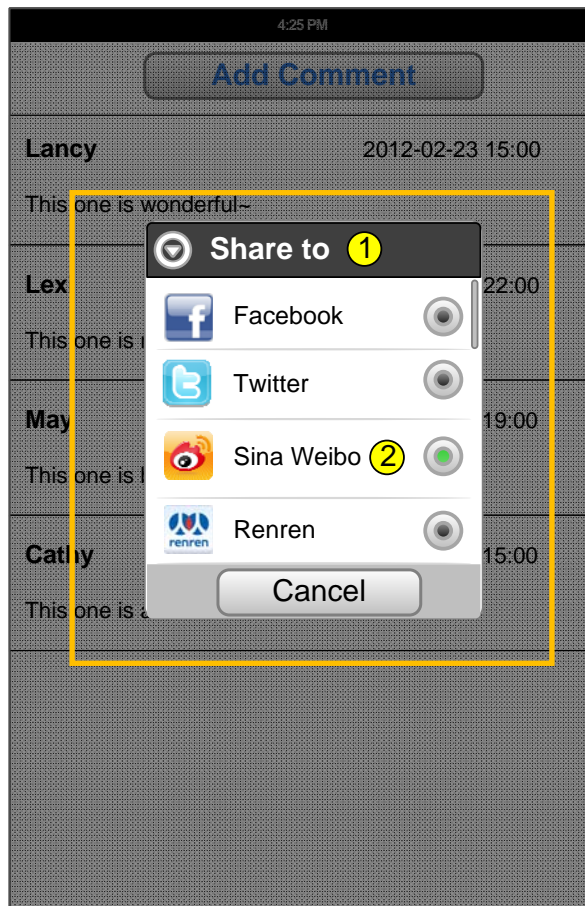 4:25 PM
Add Comment
Lancy 2012-02-23 15:00
This one is wonderful~
Share to 1
Lex 22:00
f Facebook
This one is
Twitter
May 19:00
Sina Weibo 2
This one is
renren Renren
Cathy 15:00
This one is
Cancel